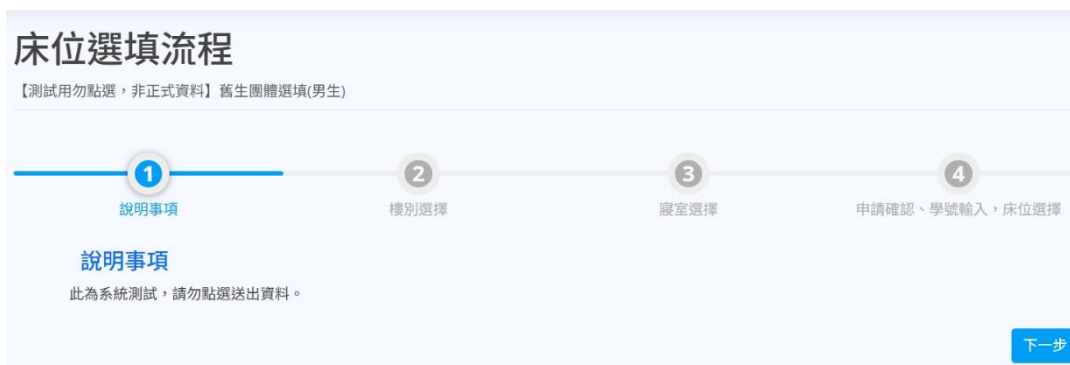 床位選填流程
【測試用勿點選，非正式資料】舊生團體選填(男生)
1
2
3
4
說明事項
樓別選擇
寢室選擇
申請確認、學號輸入，床位選擇
說明事項
此為系統測試，請勿點選送出資料。
下一步